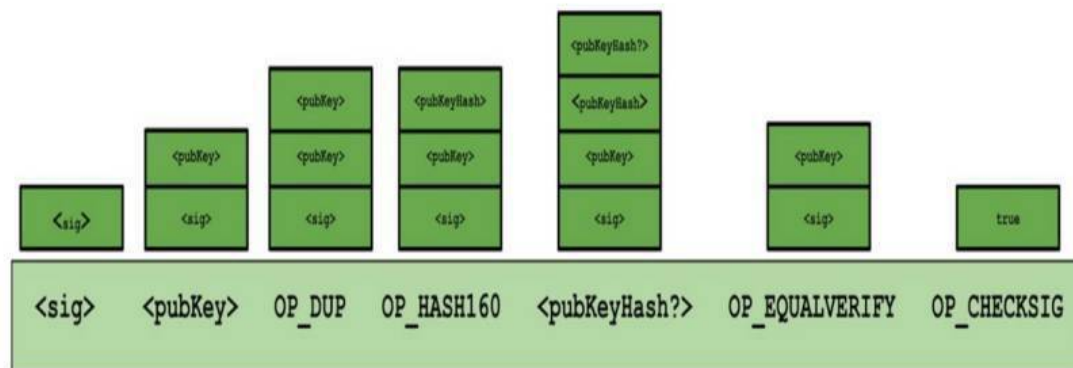 <pubKeyHash?>
<pubKey> <pubKeyHash> <pubKeyHash>
<pubKey> <pubKey> <pubKey> <pubKey> <pubKey>
<sig> <sig> <sig> <sig> <sig> <sig> true
<sig> <pubKey> OP_DUP OP_HASH160 <pubKeyHash?> OP_EQUALVERIFY OP_CHECKSIG